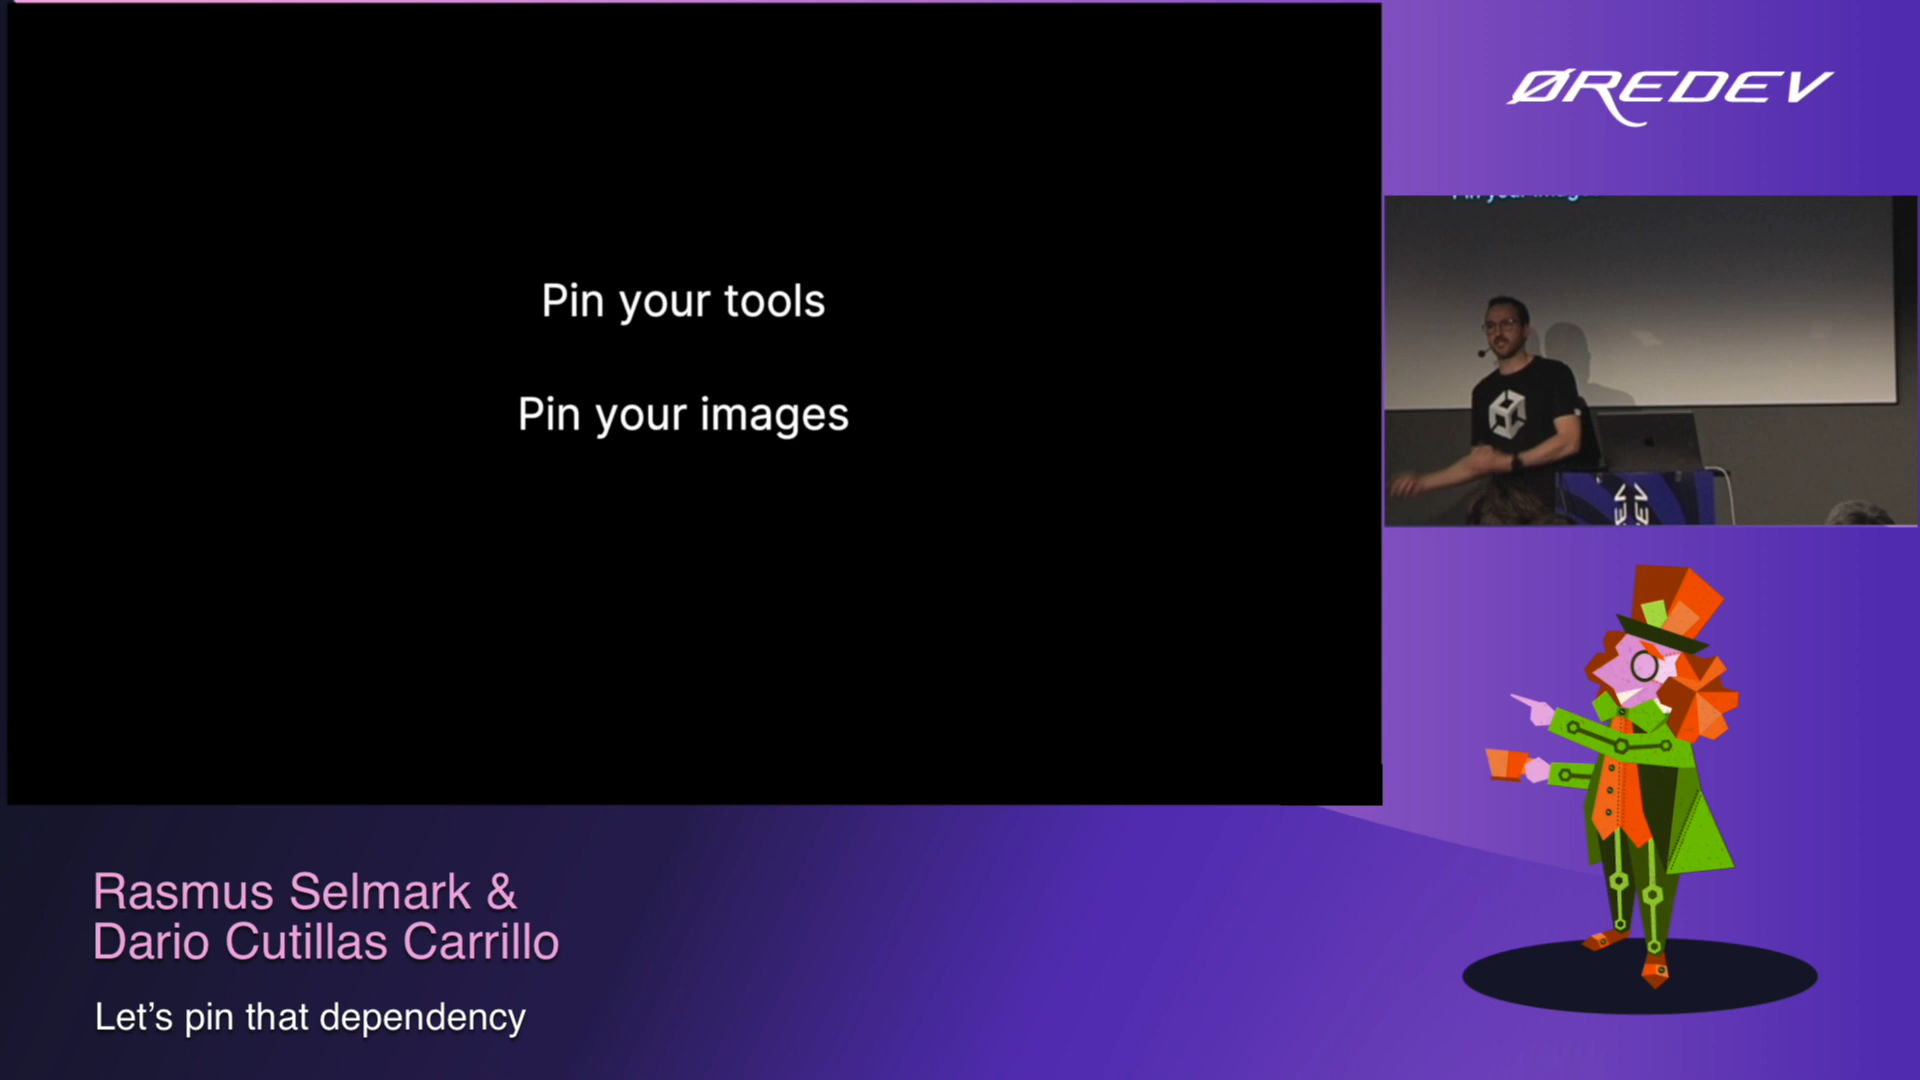 ØREDEV
Pin your tools
Pin your images
Rasmus Selmark &
Dario Cutillas Carrillo
Let's pin that dependency